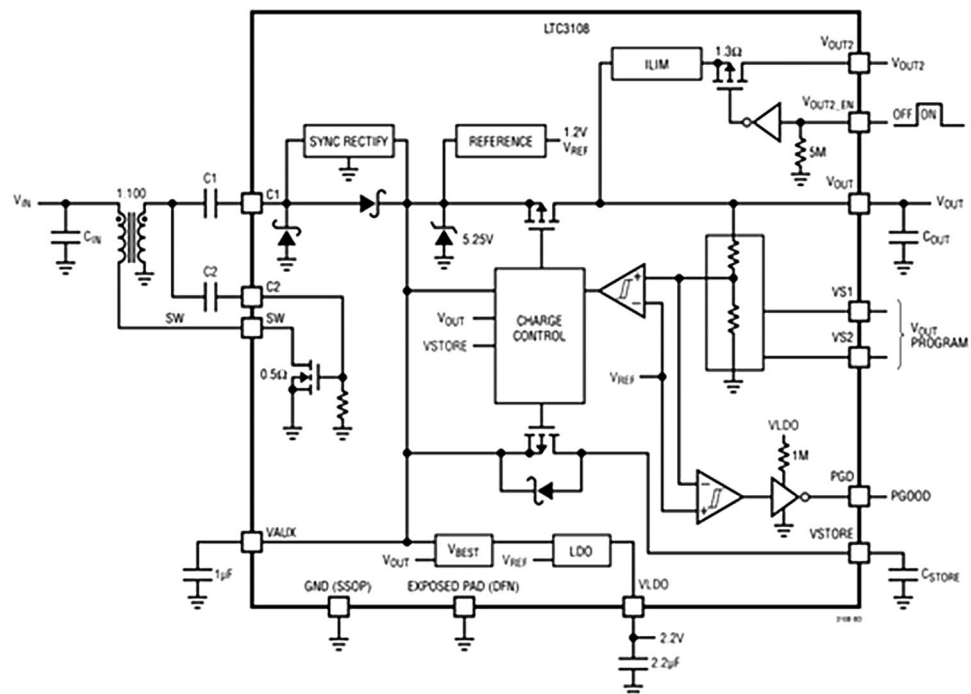 LTC3108
ILIM
1.3Ω
VOUT2
VOUT2
VOUT2_EN
OFF ON
5M
SYNC RECTIFY
REFERENCE
1.2V
VREF
VOUT
VOUT
VIN
1:100
C1
C1
CIN
5.25V
COUT
C2
C2
SW
SW
0.5Ω
VOUT
VSTORE
CHARGE
CONTROL
VREF
VS1
VS2
VOUT
PROGRAM
VLDO
1M
PGD
PGOOD
VSTORE
CSTORE
VAUX
1µF
VOUT
VBEST
VREF
LDO
GND (SSOP)
EXPOSED PAD (DFN)
VLDO
2.2V
2.2µF
3108 BD